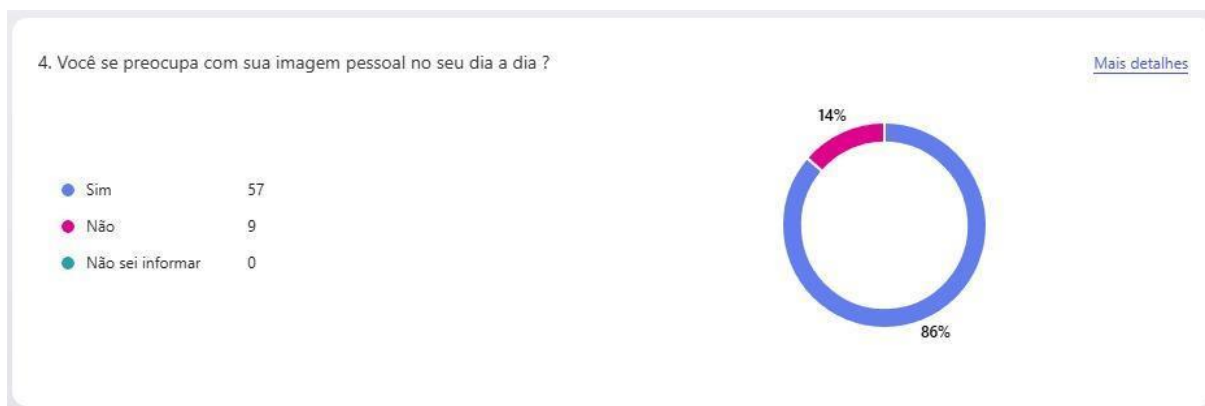 4. Você se preocupa com sua imagem pessoal no seu dia a dia ?
Mais detalhes
Sim 57
Não 9
Não sei informar 0
14%
86%